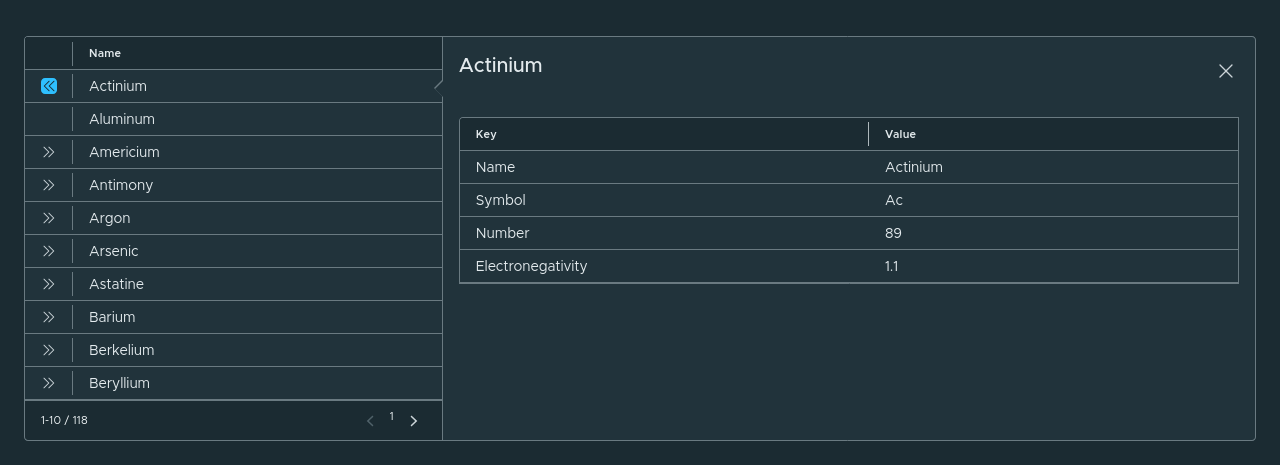 Name
Actinium
Aluminum
Americium
Antimony
Argon
Arsenic
Astatine
Barium
Berkelium
Beryllium
1-10 / 118
1
Actinium
Key Value
Name Actinium
Symbol Ac
Number 89
Electronegativity 1.1